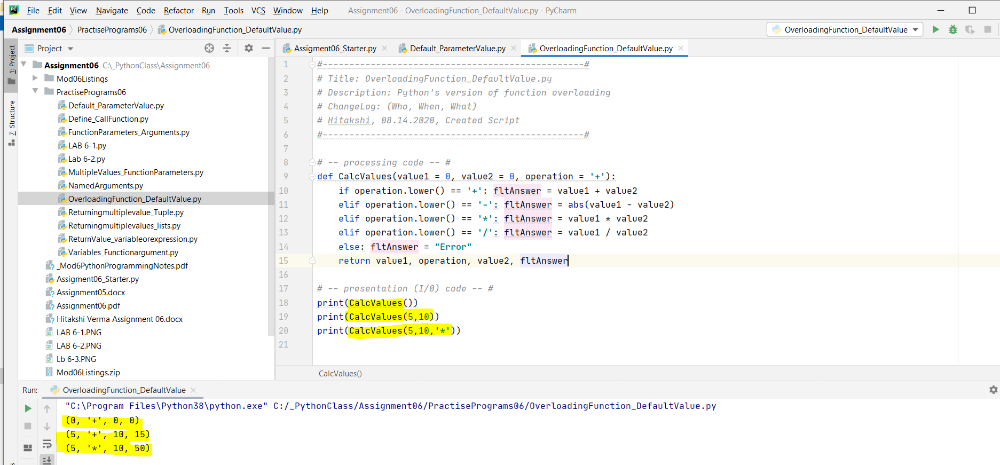 File Edit View Navigate Code Refactor Run Tools VCS Window Help Assignment06 - OverloadingFunction_DefaultValue.py - PyCharm
Assignment06 PractisePrograms06 OverloadingFunction_DefaultValue.py OverloadingFunction_DefaultValue
1: Project
7: Structure
Project
Assignment06 C:\_PythonClass\Assignment06
Mod06Listings
PractisePrograms06
Default_ParameterValue.py
Define_CallFunction.py
FunctionParameters_Arguments.py
LAB 6-1.py
Lab 6-2.py
MultipleValues_FunctionParameters.py
NamedArguments.py
OverloadingFunction_DefaultValue.py
Returningmultiplevalue_Tuple.py
Returningmultiplevalues_lists.py
ReturnValue_variableorexpression.py
Variables_Functionargument.py
_Mod6PythonProgrammingNotes.pdf
Assigment06_Starter.py
Assignment05.docx
Assignment06.pdf
Hitakshi Verma Assignment 06.docx
LAB 6-1.PNG
LAB 6-2.PNG
Lb 6-3.PNG
Mod06Listings.zip
Assigment06_Starter.py Default_ParameterValue.py OverloadingFunction_DefaultValue.py
1 #-------------------------------------------------#
2 # Title: OverloadingFunction_DefaultValue.py
3 # Description: Python's version of function overloading
4 # ChangeLog: (Who, When, What)
5 # Hitakshi, 08.14.2020, Created Script
6 #-------------------------------------------------#
7
8 # -- processing code -- #
9 def CalcValues(value1 = 0, value2 = 0, operation = '+'):
10 if operation.lower() == '+': fltAnswer = value1 + value2
11 elif operation.lower() == '-': fltAnswer = abs(value1 - value2)
12 elif operation.lower() == '*': fltAnswer = value1 * value2
13 elif operation.lower() == '/': fltAnswer = value1 / value2
14 else: fltAnswer = "Error"
15 return value1, operation, value2, fltAnswer
16
17 # -- presentation (I/0) code -- #
18 print(CalcValues())
19 print(CalcValues(5,10))
20 print(CalcValues(5,10,'*'))
21
CalcValues()
Run: OverloadingFunction_DefaultValue
"C:\Program Files\Python38\python.exe" C:/_PythonClass/Assignment06/PractisePrograms06/OverloadingFunction_DefaultValue.py
(0, '+', 0, 0)
(5, '+', 10, 15)
(5, '*', 10, 50)